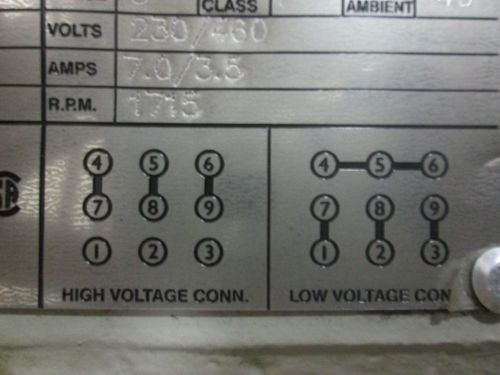 CLASS
AMBIENT
40
VOLTS 230/460
AMPS 7.0/3.5
R.P.M. 1715
4 5 6
7 8 9
1 2 3
HIGH VOLTAGE CONN.
4 5 6
7 8 9
1 2 3
LOW VOLTAGE CON